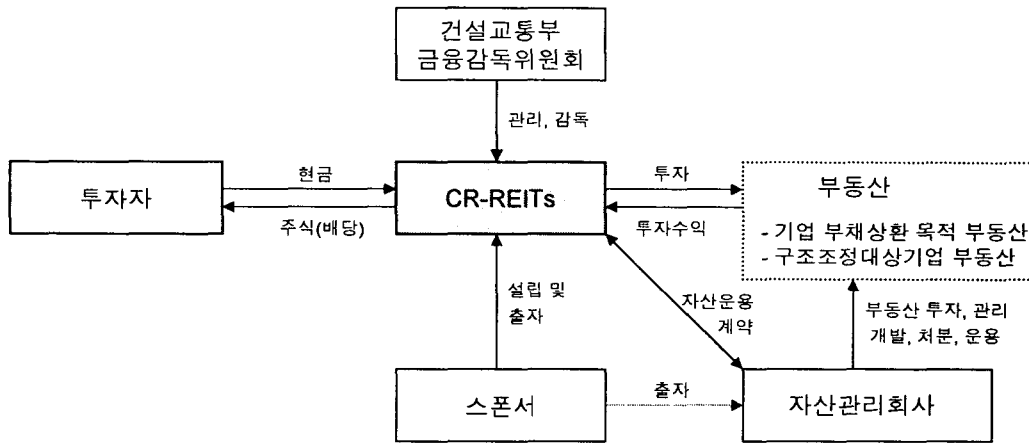 건설교통부
금융감독위원회
관리, 감독
투자자
현금
주식(배당)
CR-REITs
투자
투자수익
부동산
- 기업 부채상환 목적 부동산
- 구조조정대상기업 부동산
설립 및
출자
자산운용
계약
부동산 투자, 관리
개발, 처분, 운용
스폰서
출자
자산관리회사